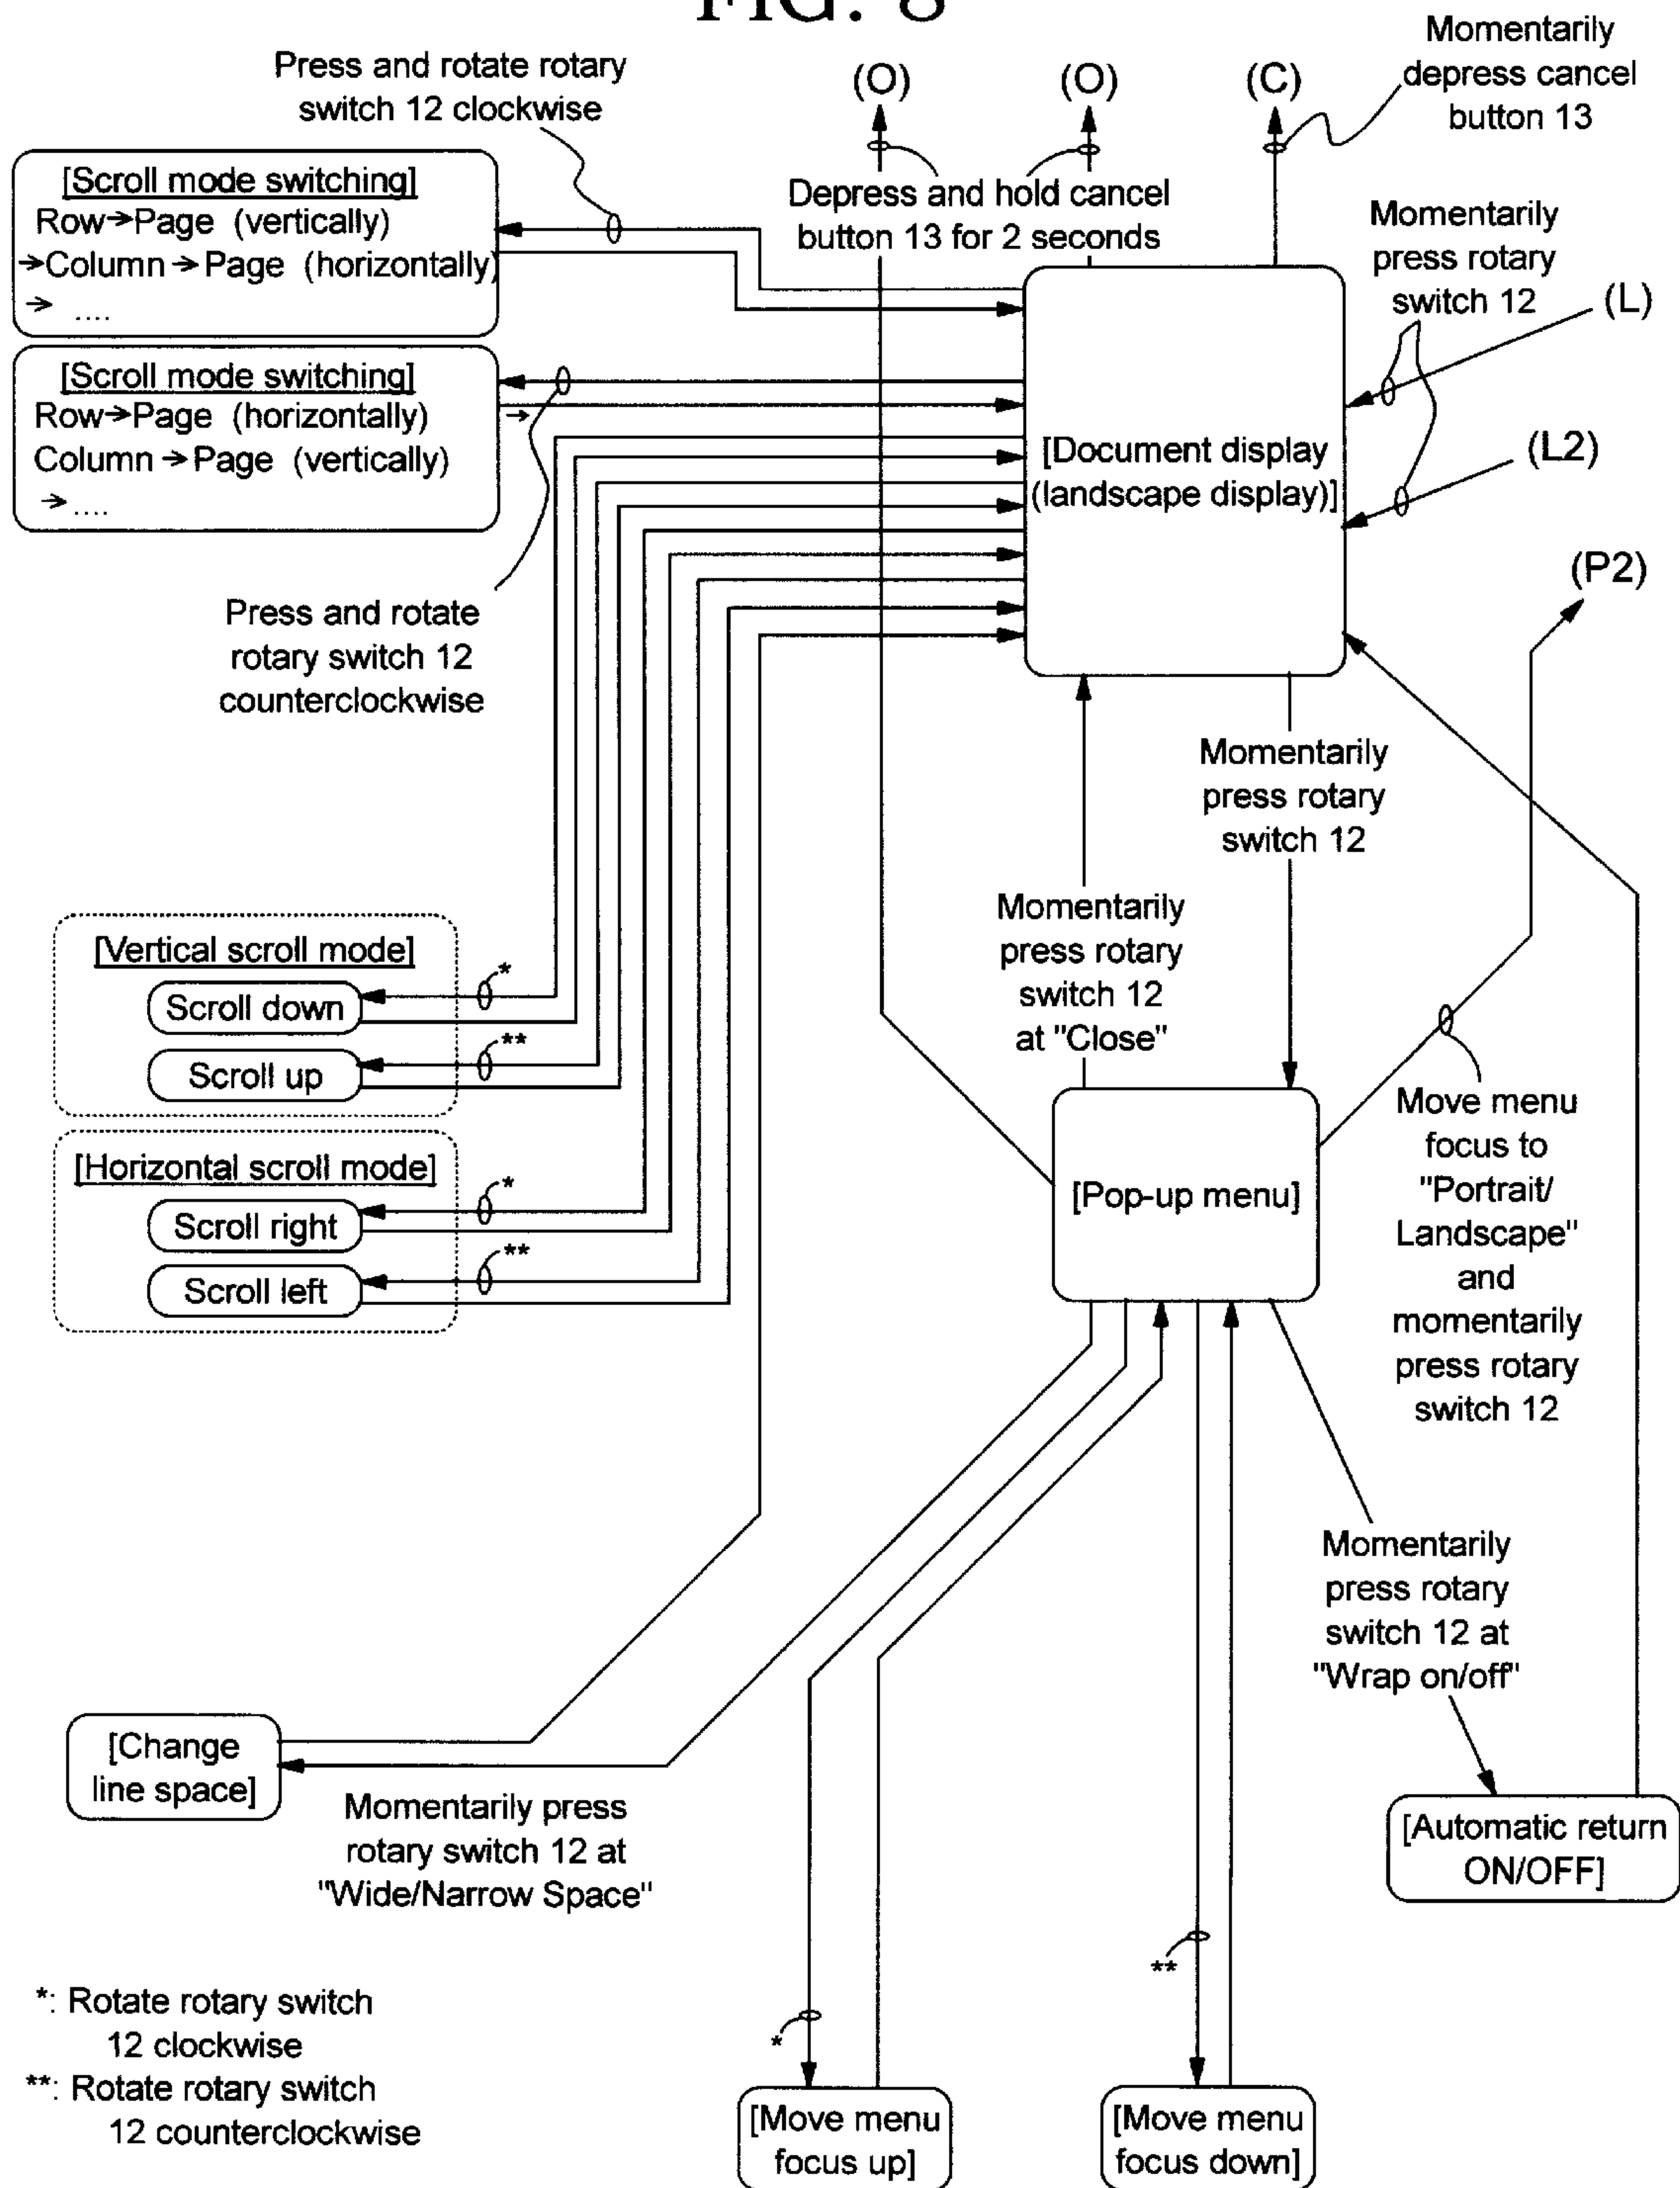 FIG. 8
Press and rotate rotary
switch 12 clockwise
(O)
(O)
(C)
Momentarily
depress cancel
button 13
[Scroll mode switching]
Row→Page (vertically)
→Column→Page (horizontally)
→ ....
Depress and hold cancel
button 13 for 2 seconds
Momentarily
press rotary
switch 12
(L)
[Scroll mode switching]
Row→Page (horizontally) →
Column→Page (vertically)
→....
[Document display
(landscape display)]
(L2)
(P2)
Press and rotate
rotary switch 12
counterclockwise
Momentarily
press rotary
switch 12
Momentarily
press rotary
switch 12
at "Close"
[Vertical scroll mode]
Scroll down
*
Scroll up
**
[Horizontal scroll mode]
Scroll right
*
Scroll left
**
[Pop-up menu]
Move menu
focus to
"Portrait/
Landscape"
and
momentarily
press rotary
switch 12
Momentarily
press rotary
switch 12 at
"Wrap on/off"
[Change
line space]
Momentarily press
rotary switch 12 at
"Wide/Narrow Space"
[Automatic return
ON/OFF]
**
*
*: Rotate rotary switch
12 clockwise
**: Rotate rotary switch
12 counterclockwise
[Move menu
focus up]
[Move menu
focus down]